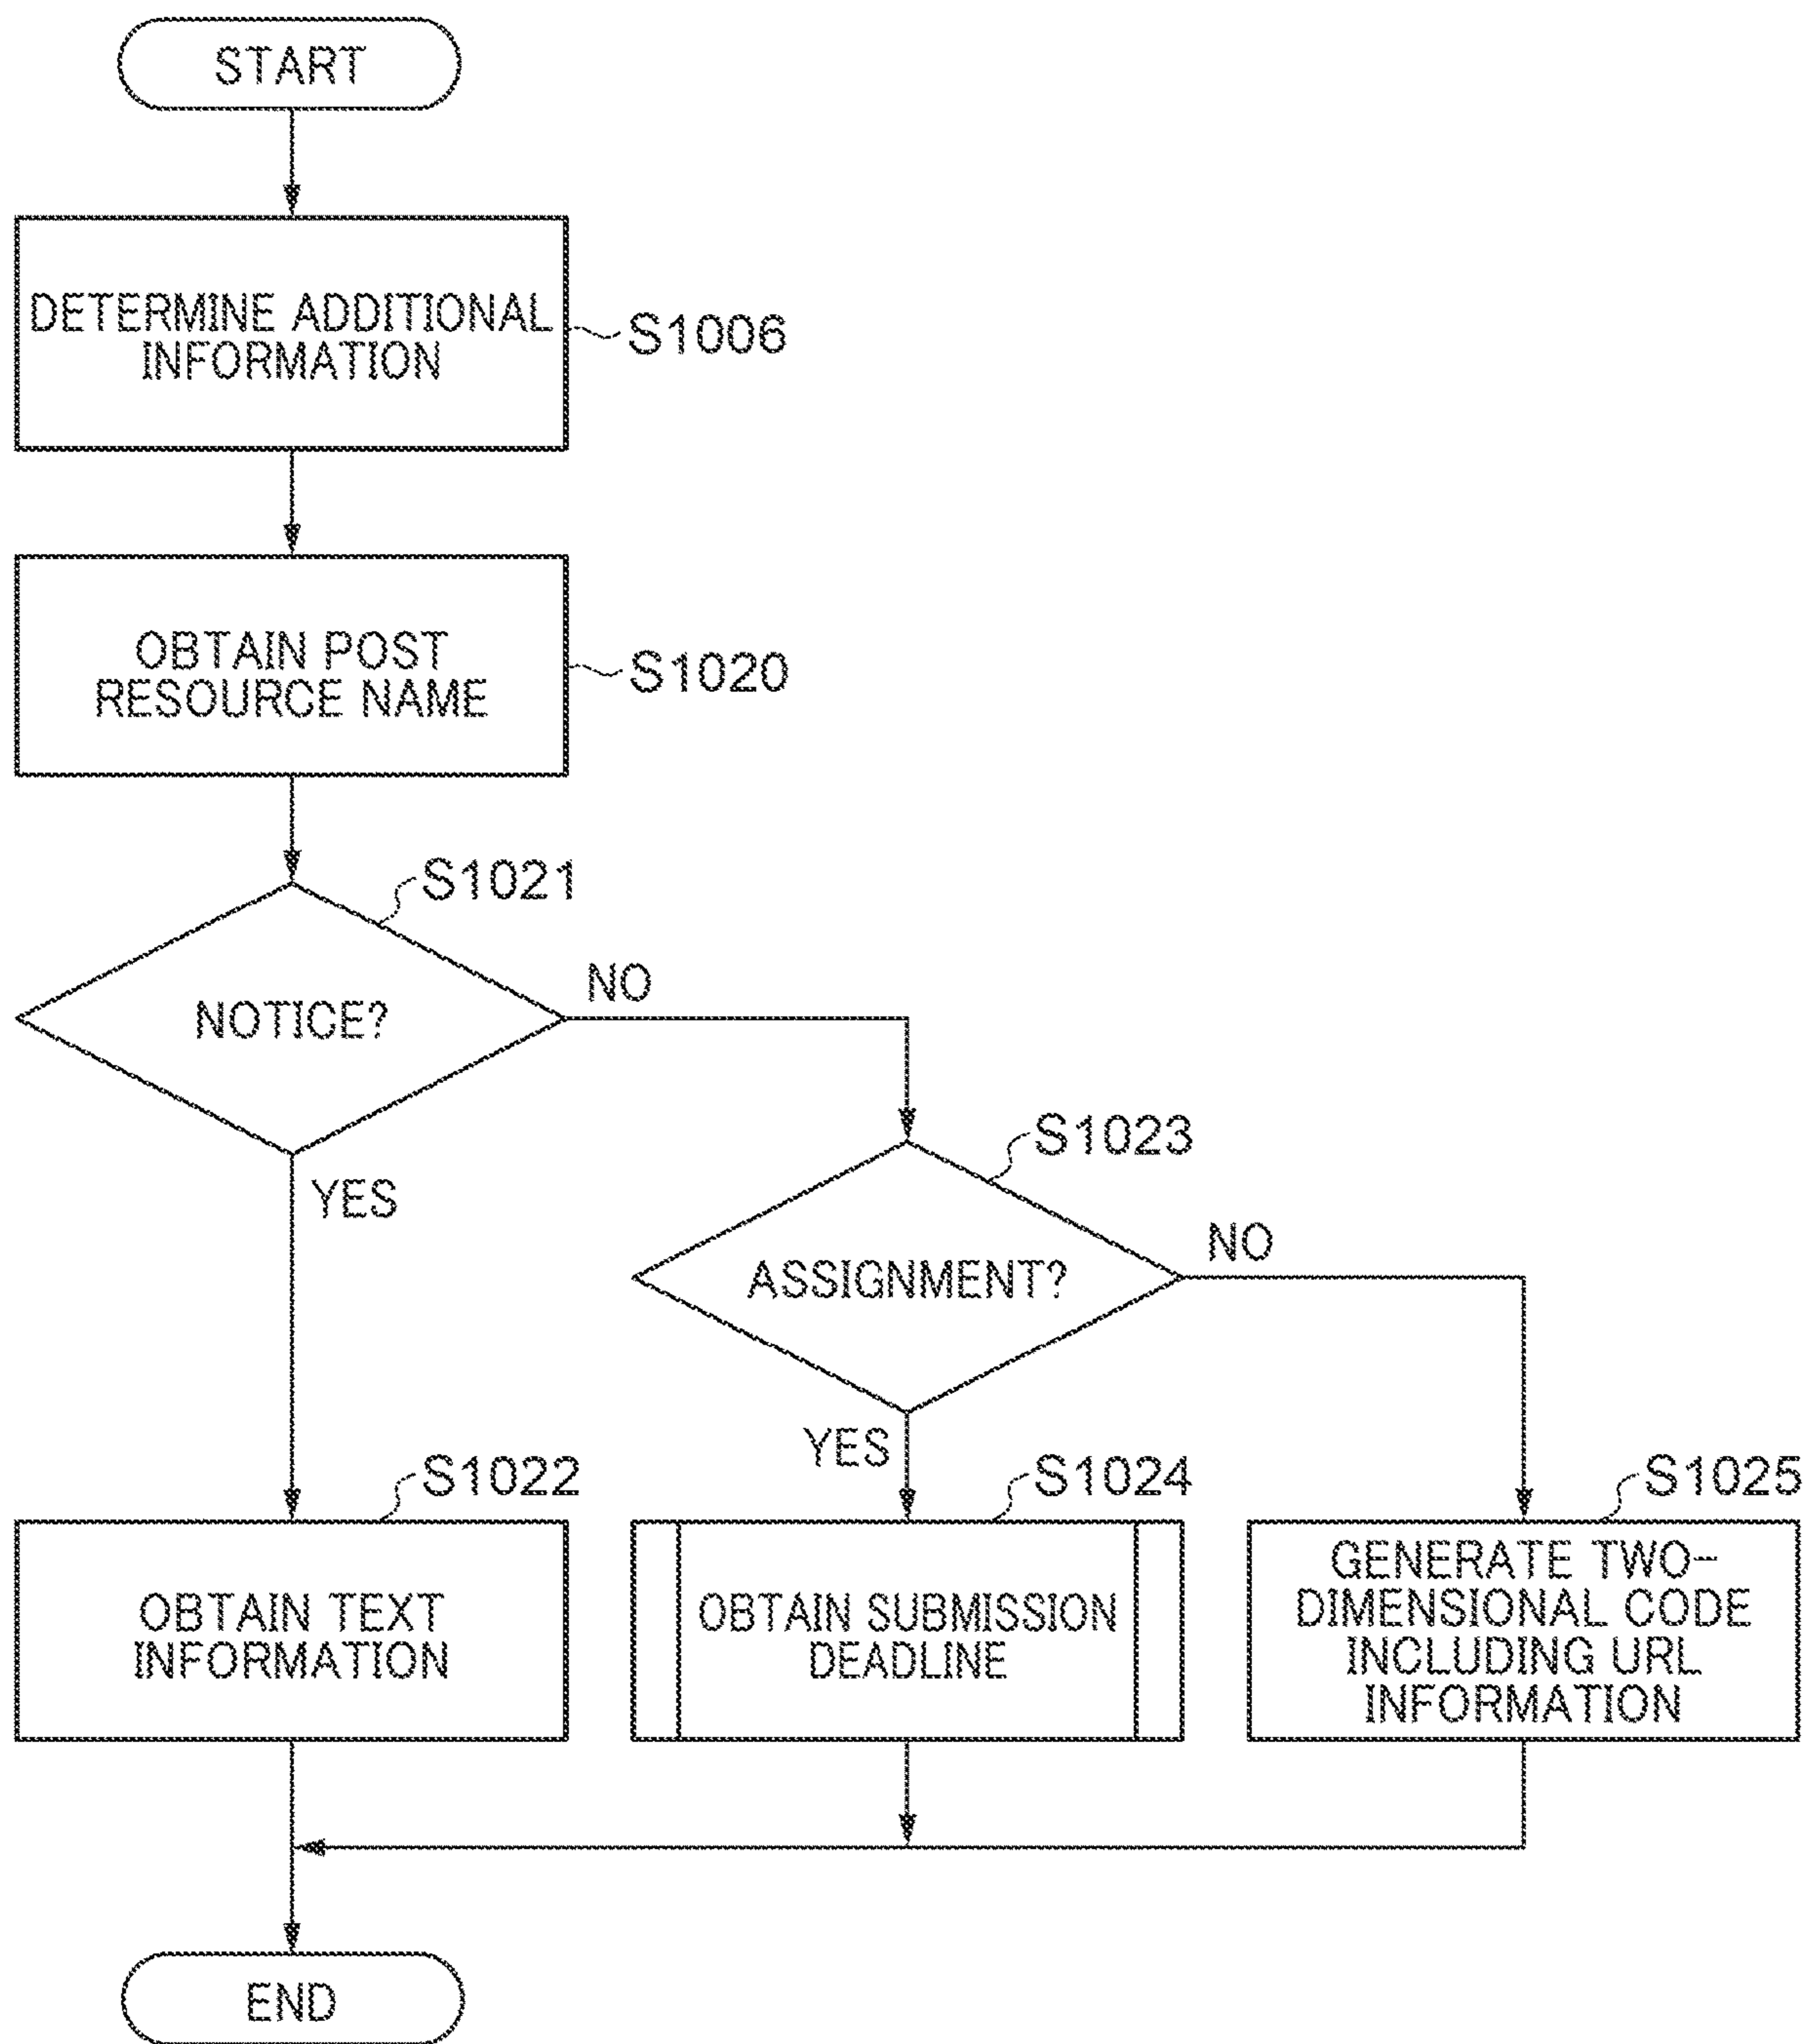 START
DETERMINE ADDITIONAL
INFORMATION
S1006
OBTAIN POST
RESOURCE NAME
S1020
S1021
NOTICE?
NO
YES
S1023
ASSIGNMENT?
NO
YES
S1022
OBTAIN TEXT
INFORMATION
S1024
OBTAIN SUBMISSION
DEADLINE
S1025
GENERATE TWO-
DIMENSIONAL CODE
INCLUDING URL
INFORMATION
END